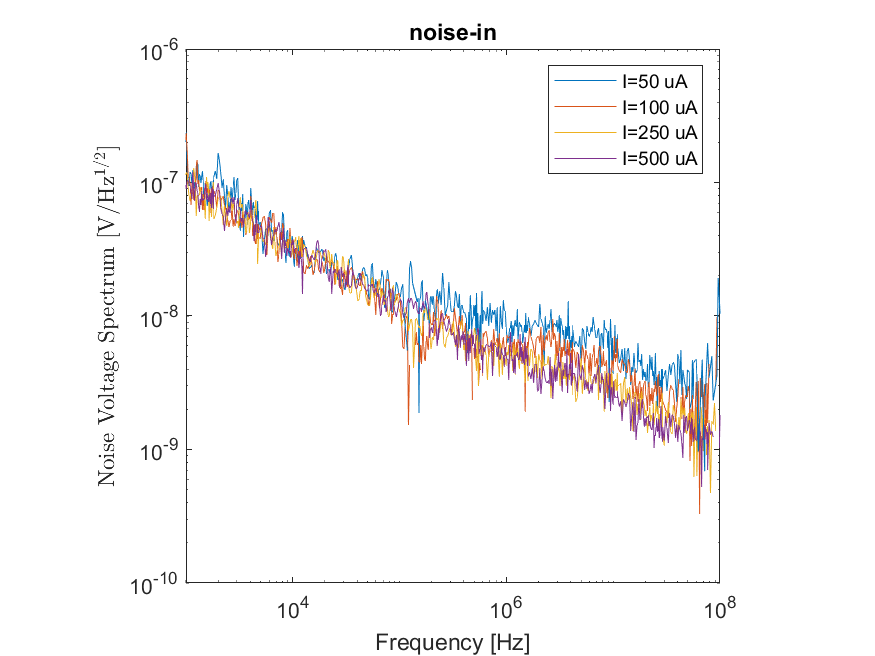 noise-in
10^-6
10^-7
10^-8
10^-9
10^-10
Noise Voltage Spectrum [V/Hz^1/2]
I=50 uA
I=100 uA
I=250 uA
I=500 uA
10^4
10^6
10^8
Frequency [Hz]